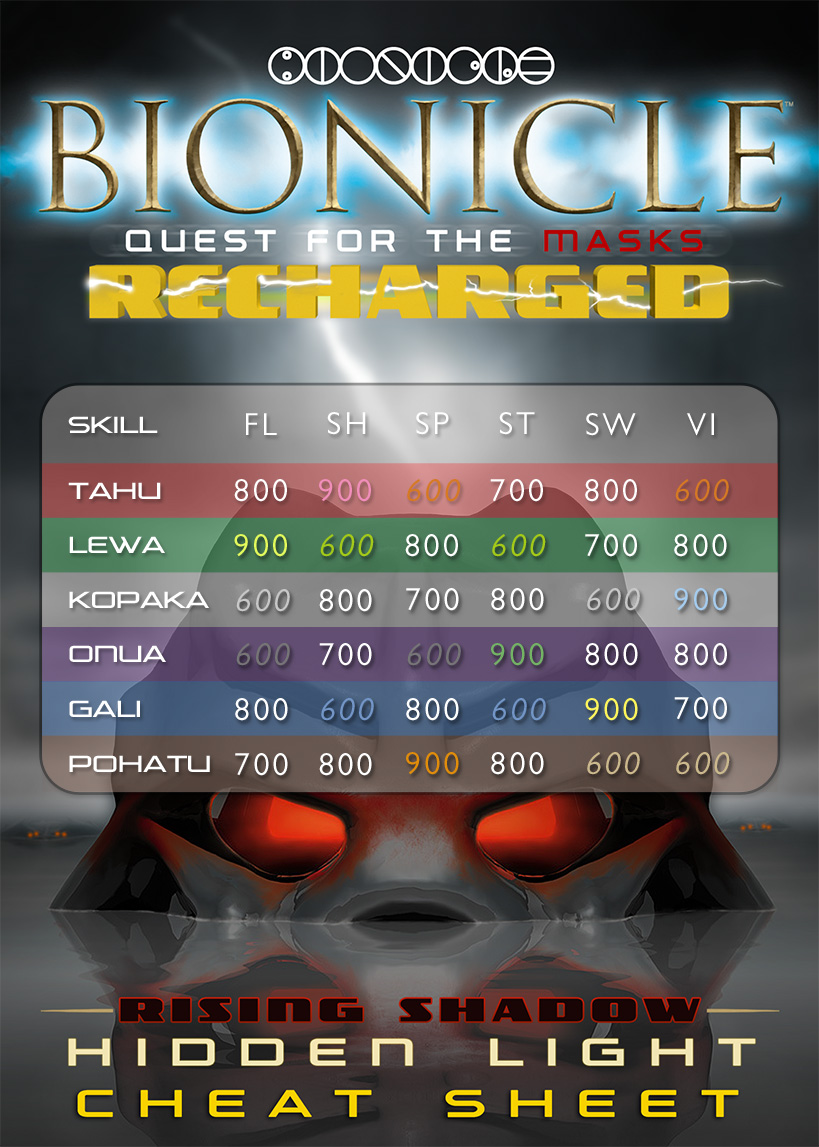 BIONICLE
BIONICLE™
QUEST FOR THE MASKS
RECHARGED
SKILL FL SH SP ST SW VI
TAHU 800 900 600 700 800 600
LEWA 900 600 800 600 700 800
KOPAKA 600 800 700 800 600 900
ONUA 600 700 600 900 800 800
GALI 800 600 800 600 900 700
POHATU 700 800 900 800 600 600
RISING SHADOW
HIDDEN LIGHT
CHEAT SHEET